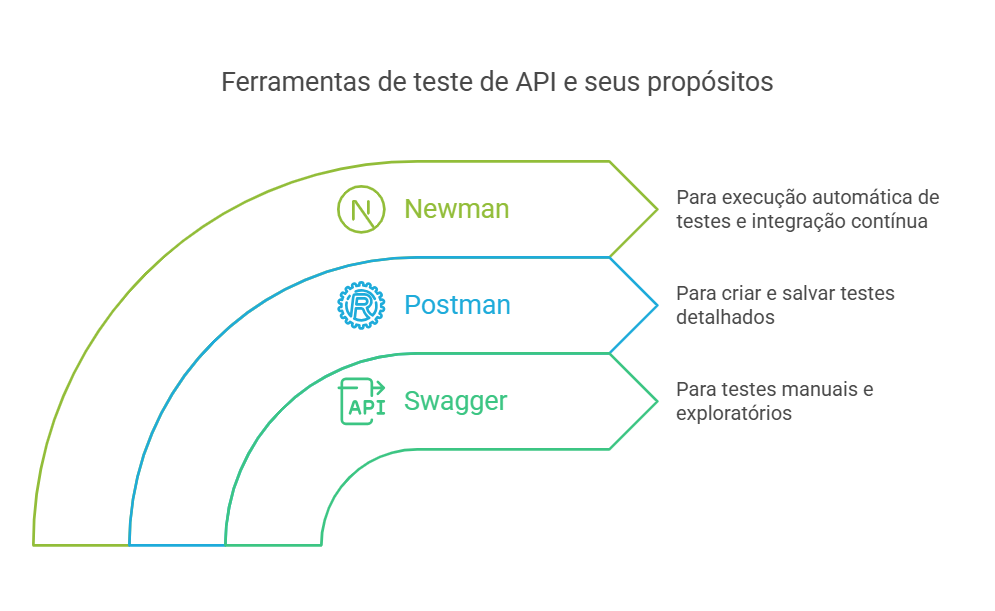 Ferramentas de teste de API e seus propósitos
Newman
Para execução automática de
testes e integração contínua
Postman
Para criar e salvar testes
detalhados
API
Swagger
Para testes manuais e
exploratórios